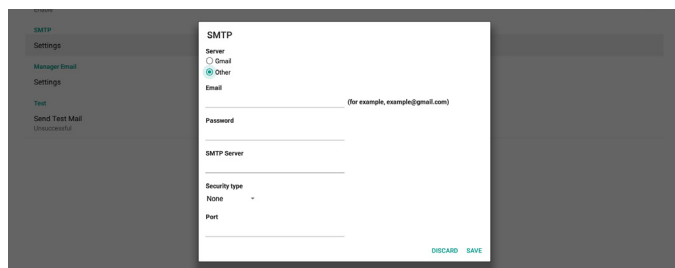 Enable
SMTP
Settings
Manager Email
Settings
Test
Send Test Mail
Unsuccessful
SMTP
Server
Gmail
Other
Email
(for example, example@gmail.com)
Password
SMTP Server
Security type
None
Port
DISCARD SAVE